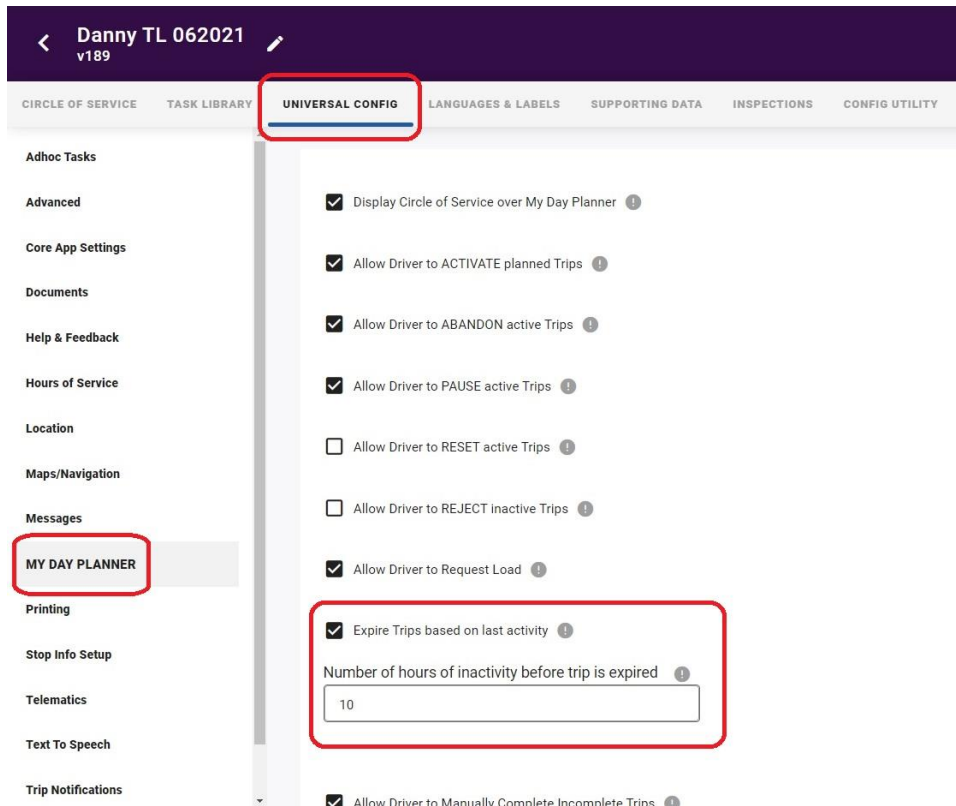 Danny TL 062021
v189
CIRCLE OF SERVICE TASK LIBRARY UNIVERSAL CONFIG LANGUAGES & LABELS SUPPORTING DATA INSPECTIONS CONFIG UTILITY
Adhoc Tasks
Advanced
Core App Settings
Documents
Help & Feedback
Hours of Service
Location
Maps/Navigation
Messages
MY DAY PLANNER
Printing
Stop Info Setup
Telematics
Text To Speech
Trip Notifications
Display Circle of Service over My Day Planner
Allow Driver to ACTIVATE planned Trips
Allow Driver to ABANDON active Trips
Allow Driver to PAUSE active Trips
Allow Driver to RESET active Trips
Allow Driver to REJECT inactive Trips
Allow Driver to Request Load
Expire Trips based on last activity
Number of hours of inactivity before trip is expired
10
Allow Driver to Manually Complete Incomplete Trips